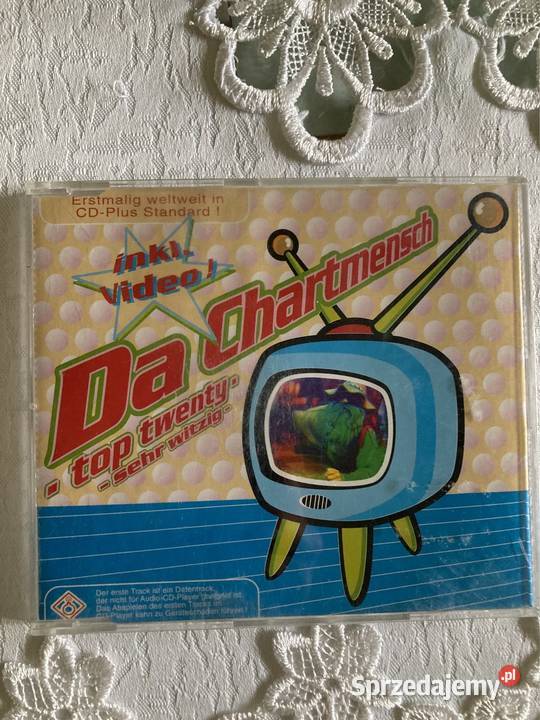 Erstmalig weltweit in
CD-Plus Standard !
inkl.
Video!
Da Chartmensch
. top twenty .
- sehr witzig -
Der erste Track ist ein Datentrack,
der nicht für Audio-CD-Player geeignet ist.
Das Abspielen des ersten Tracks im
CD-Player kann zu Geräteschäden führen !
Sprzedajemy.pl